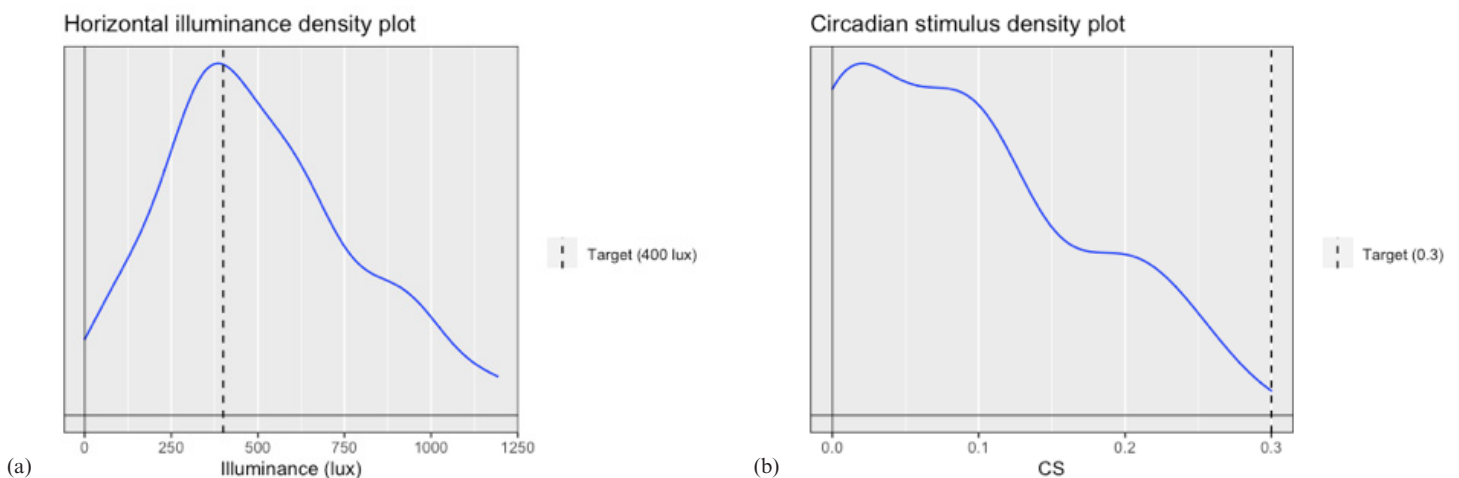 Horizontal illuminance density plot
Target (400 lux)
0 250 500 750 1000 1250
Illuminance (lux)
(a)
Circadian stimulus density plot
Target (0.3)
0.0 0.1 0.2 0.3
CS
(b)